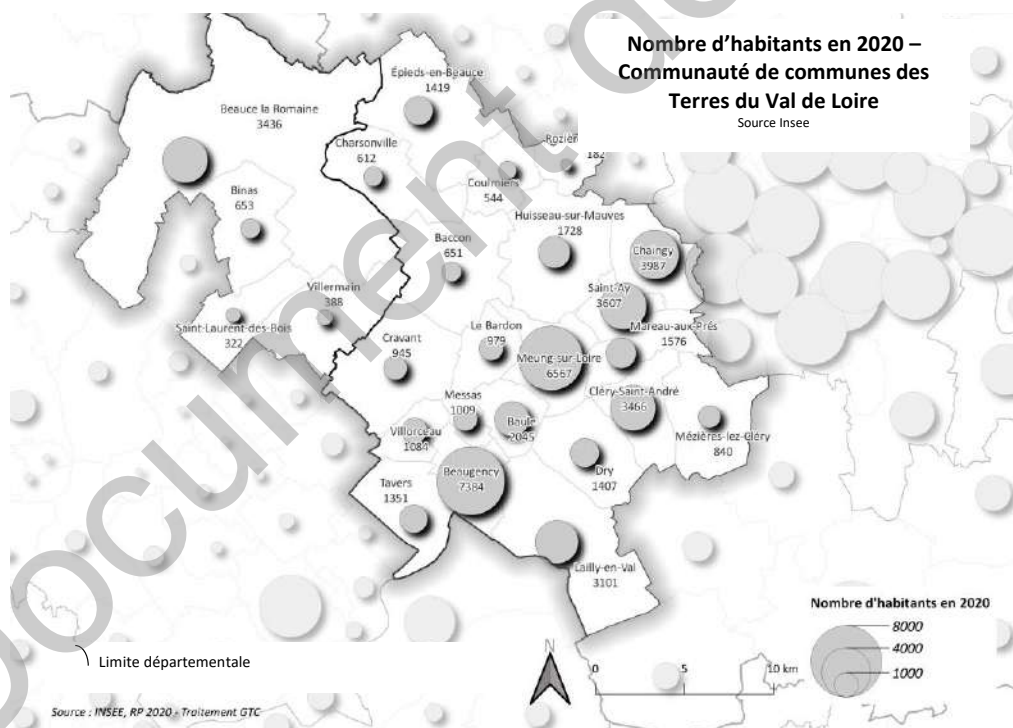 Nombre d'habitants en 2020 –
Communauté de communes des
Terres du Val de Loire
Source Insee
Épieds-en-Beauce
1419
Beauce la Romaine
3436
Charsonville
612
Rozièr
182
Coulmiers
544
Binas
653
Huisseau-sur-Mauves
1728
Baccon
651
Chaingy
3987
Villermain
388
Saint-Ay
3607
Saint-Laurent-des-Bois
322
Le Bardon
979
Mareau-aux-Prés
1576
Cravant
945
Meung-sur-Loire
6567
Messas
1009
Cléry-Saint-André
3466
Villorceau
1084
Baule
2045
Mézières-lez-Cléry
840
Beaugency
7384
Dry
1407
Tavers
1351
Lailly-en-Val
3101
Nombre d'habitants en 2020
8000
4000
1000
Limite départementale
N
0 5 10 km
Source : INSEE, RP 2020 - Traitement GTC
Document de